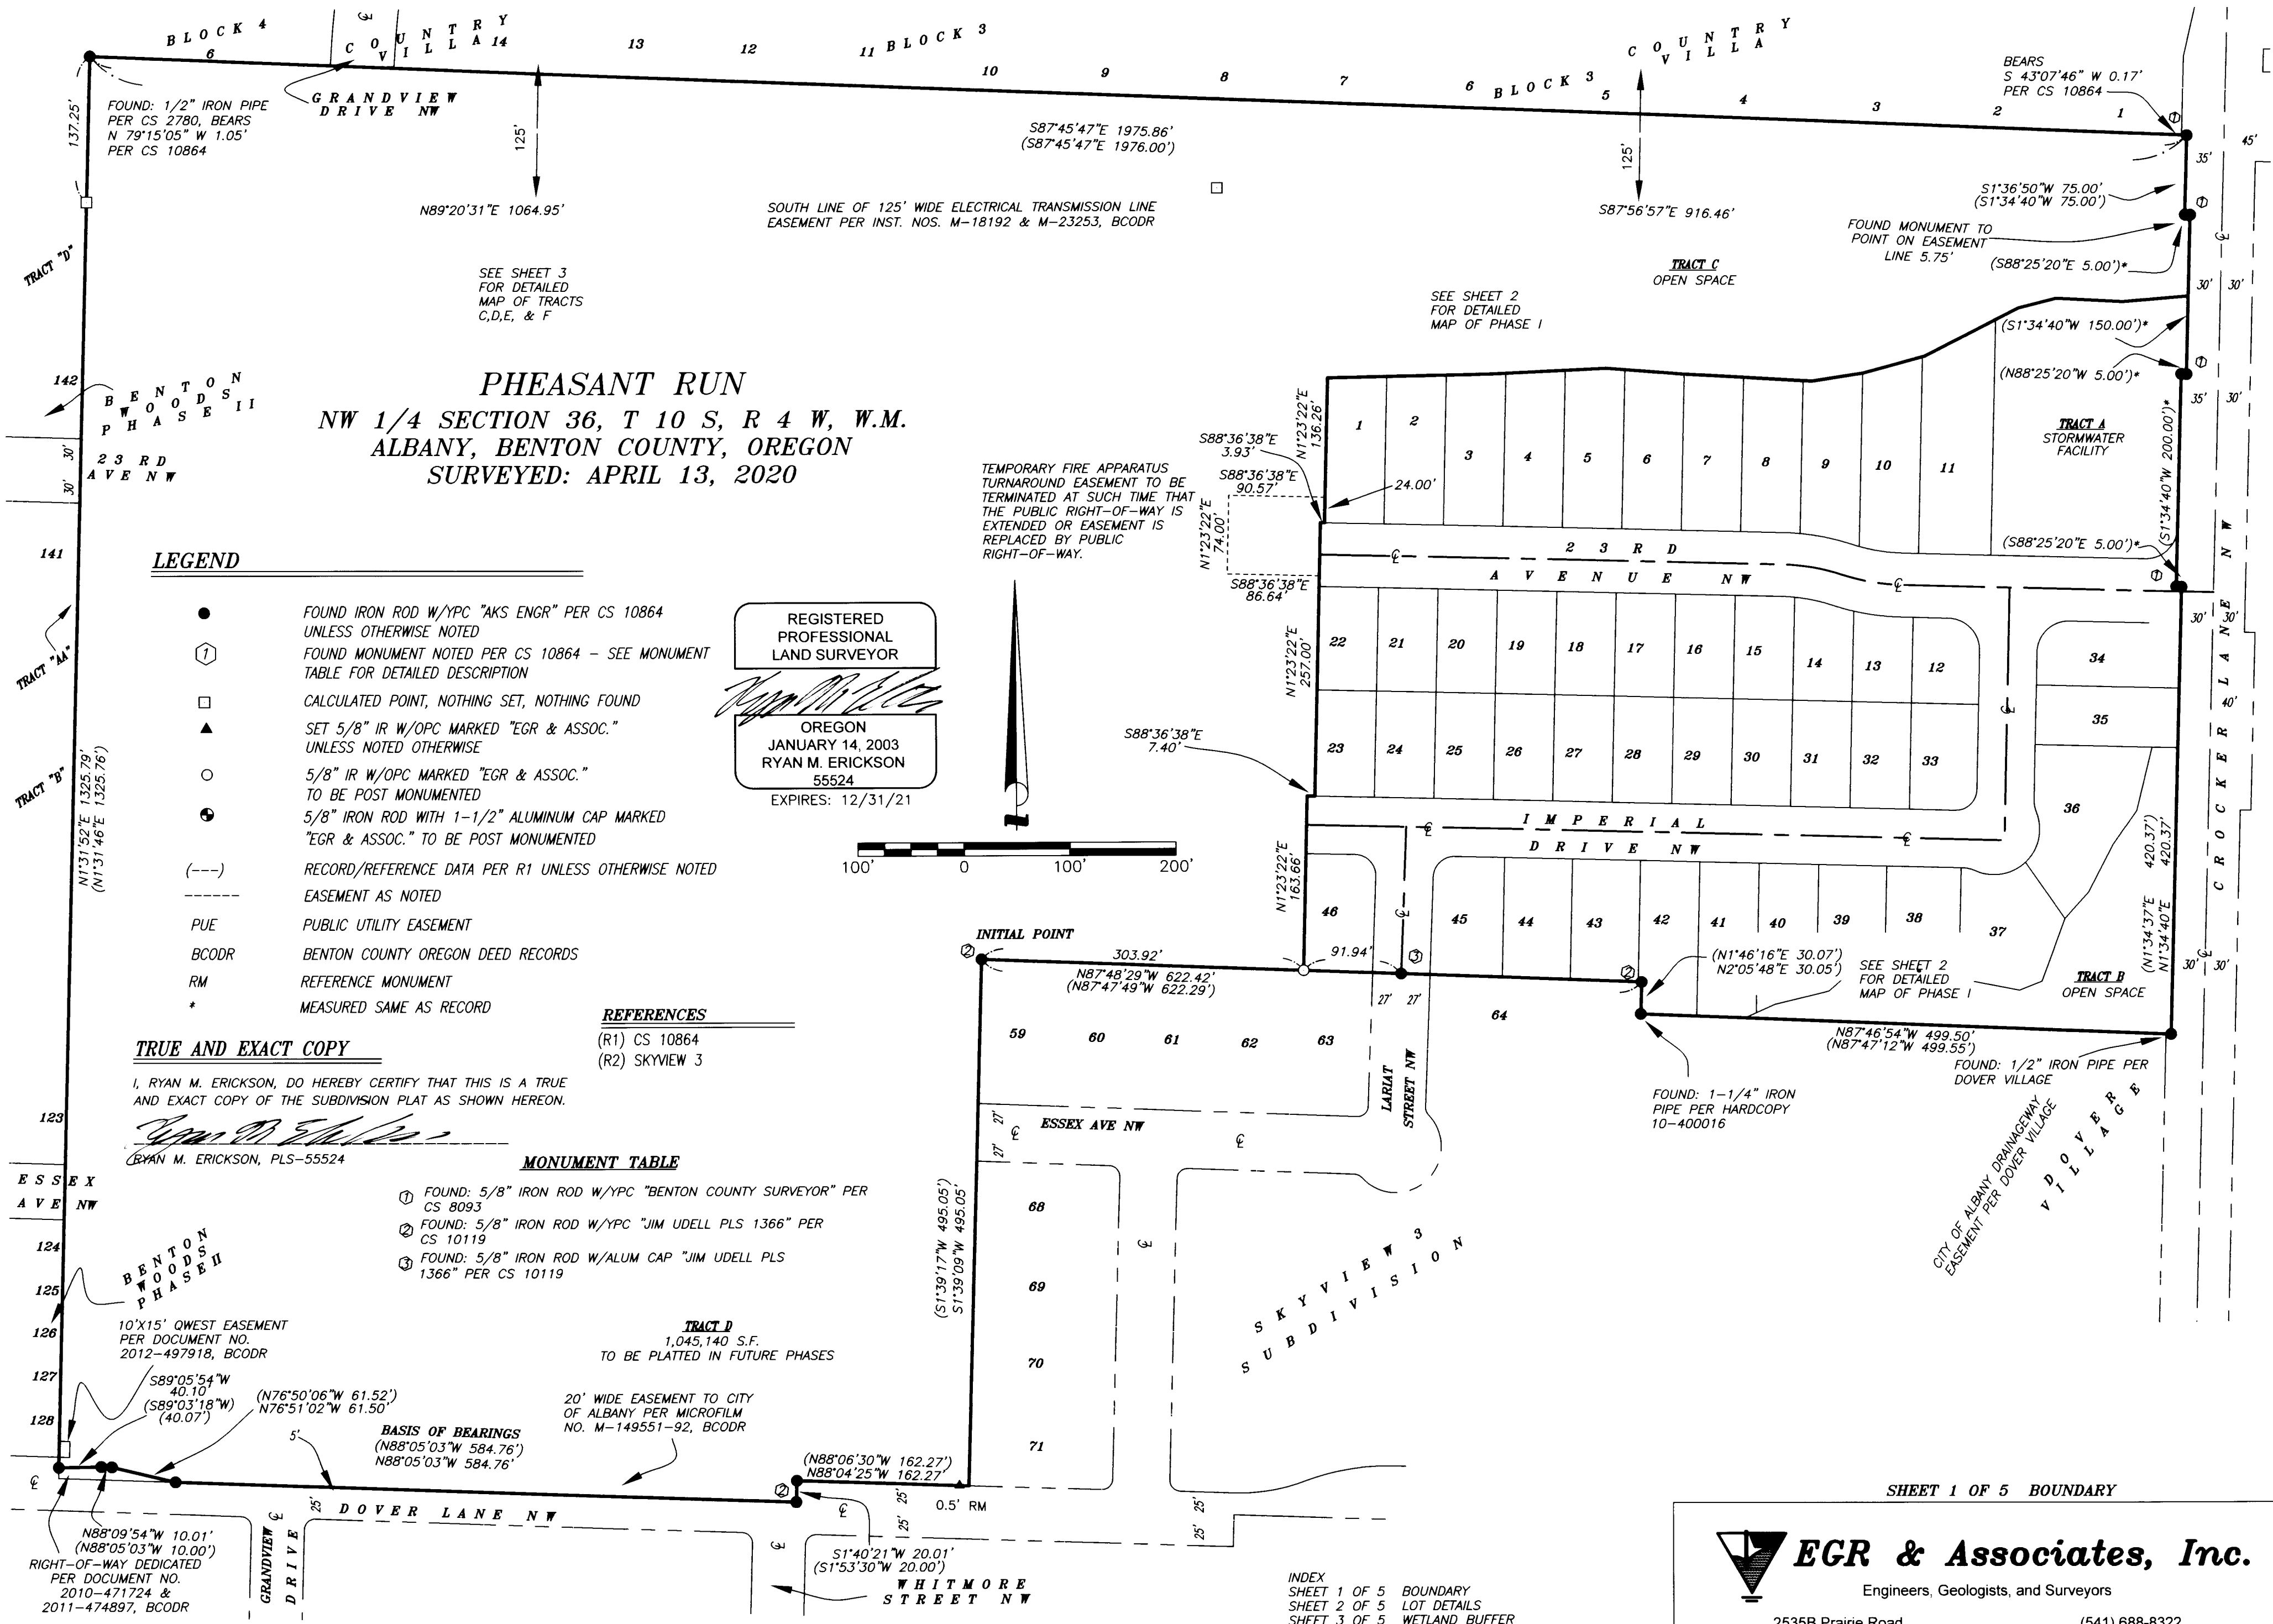 BLOCK 4
6
COUNTRY
VILLA
14
13
12
11
BLOCK 3
10
9
8
7
6
BLOCK 3
5
COUNTRY
VILLA
4
3
2
1
BEARS
S 43°07'46" W 0.17'
PER CS 10864
45'
35'
137.25'
FOUND: 1/2" IRON PIPE
PER CS 2780, BEARS
N 79°15'05" W 1.05'
PER CS 10864
GRANDVIEW
DRIVE NW
125'
S87°45'47"E 1975.86'
(S87°45'47"E 1976.00')
125'
N89°20'31"E 1064.95'
SOUTH LINE OF 125' WIDE ELECTRICAL TRANSMISSION LINE
EASEMENT PER INST. NOS. M-18192 & M-23253, BCODR
S87°56'57"E 916.46'
S1°36'50"W 75.00'
(S1°34'40"W 75.00')
1
FOUND MONUMENT TO
POINT ON EASEMENT
LINE 5.75'
(S88°25'20"E 5.00')*
30'
30'
TRACT "D"
SEE SHEET 3
FOR DETAILED
MAP OF TRACTS
C,D,E, & F
TRACT C
OPEN SPACE
SEE SHEET 2
FOR DETAILED
MAP OF PHASE I
(S1°34'40"W 150.00')*
1
(N88°25'20"W 5.00')*
35'
30'
142
BENTON
WOODS
PHASE II
30'
30'
23RD
AVE NW
PHEASANT RUN
NW 1/4 SECTION 36, T 10 S, R 4 W, W.M.
ALBANY, BENTON COUNTY, OREGON
SURVEYED: APRIL 13, 2020
N1°23'22"E
136.26'
S88°36'38"E
3.93'
S88°36'38"E
90.57'
24.00'
N1°23'22"E
74.00'
S88°36'38"E
86.64'
TEMPORARY FIRE APPARATUS
TURNAROUND EASEMENT TO BE
TERMINATED AT SUCH TIME THAT
THE PUBLIC RIGHT-OF-WAY IS
EXTENDED OR EASEMENT IS
REPLACED BY PUBLIC
RIGHT-OF-WAY.
1
2
3
4
5
6
7
8
9
10
11
TRACT A
STORMWATER
FACILITY
(S1°34'40"W 200.00')*
(S88°25'20"E 5.00')*
1
23RD
AVENUE NW
30'
30'
141
LEGEND
FOUND IRON ROD W/YPC "AKS ENGR" PER CS 10864
UNLESS OTHERWISE NOTED
1
FOUND MONUMENT NOTED PER CS 10864 - SEE MONUMENT
TABLE FOR DETAILED DESCRIPTION
CALCULATED POINT, NOTHING SET, NOTHING FOUND
SET 5/8" IR W/OPC MARKED "EGR & ASSOC."
UNLESS NOTED OTHERWISE
5/8" IR W/OPC MARKED "EGR & ASSOC."
TO BE POST MONUMENTED
5/8" IRON ROD WITH 1-1/2" ALUMINUM CAP MARKED
"EGR & ASSOC." TO BE POST MONUMENTED
(---) RECORD/REFERENCE DATA PER R1 UNLESS OTHERWISE NOTED
------ EASEMENT AS NOTED
PUE PUBLIC UTILITY EASEMENT
BCODR BENTON COUNTY OREGON DEED RECORDS
RM REFERENCE MONUMENT
* MEASURED SAME AS RECORD
TRACT "AA"
TRACT "B"
N1°31'52"E 1325.79'
(N1°31'46"E 1325.76')
REGISTERED
PROFESSIONAL
LAND SURVEYOR
OREGON
JANUARY 14, 2003
RYAN M. ERICKSON
55524
EXPIRES: 12/31/21
100' 0 100' 200'
N1°23'22"E
257.00'
S88°36'38"E
7.40'
22
21
20
19
18
17
16
15
14
13
12
34
35
23
24
25
26
27
28
29
30
31
32
33
36
40'
CROCKER LANE NW
IMPERIAL
DRIVE NW
N1°23'22"E
163.66'
46
45
44
43
42
41
40
39
38
37
(N1°34'37"E 420.37')
N1°34'40"E 420.37'
INITIAL POINT
2
303.92'
91.94'
3
N87°48'29"W 622.42'
(N87°47'49"W 622.29')
2
(N1°46'16"E 30.07')
N2°05'48"E 30.05'
SEE SHEET 2
FOR DETAILED
MAP OF PHASE I
TRACT B
OPEN SPACE
30'
30'
27'
27'
59
60
61
62
63
64
N87°46'54"W 499.50'
(N87°47'12"W 499.55')
FOUND: 1/2" IRON PIPE PER
DOVER VILLAGE
FOUND: 1-1/4" IRON
PIPE PER HARDCOPY
10-400016
LARIAT
STREET NW
27'
27'
ESSEX AVE NW
CITY OF ALBANY DRAINAGEWAY
EASEMENT PER DOVER VILLAGE
DOVER
VILLAGE
REFERENCES
(R1) CS 10864
(R2) SKYVIEW 3
TRUE AND EXACT COPY
I, RYAN M. ERICKSON, DO HEREBY CERTIFY THAT THIS IS A TRUE
AND EXACT COPY OF THE SUBDIVISION PLAT AS SHOWN HEREON.
RYAN M. ERICKSON, PLS-55524
123
ESSEX
AVE NW
124
BENTON
WOODS
PHASE II
125
126
127
128
MONUMENT TABLE
1 FOUND: 5/8" IRON ROD W/YPC "BENTON COUNTY SURVEYOR" PER
CS 8093
2 FOUND: 5/8" IRON ROD W/YPC "JIM UDELL PLS 1366" PER
CS 10119
3 FOUND: 5/8" IRON ROD W/ALUM CAP "JIM UDELL PLS
1366" PER CS 10119
(S1°39'17"W 495.05')
S1°39'09"W 495.05'
68
69
70
71
SKYVIEW 3
SUBDIVISION
10'X15' QWEST EASEMENT
PER DOCUMENT NO.
2012-497918, BCODR
S89°05'54"W
40.10'
(S89°03'18"W)
(40.07')
(N76°50'06"W 61.52')
N76°51'02"W 61.50'
TRACT D
1,045,140 S.F.
TO BE PLATTED IN FUTURE PHASES
5'
BASIS OF BEARINGS
(N88°05'03"W 584.76')
N88°05'03"W 584.76'
20' WIDE EASEMENT TO CITY
OF ALBANY PER MICROFILM
NO. M-149551-92, BCODR
(N88°06'30"W 162.27')
N88°04'25"W 162.27'
2
0.5' RM
25'
25'
25'
25'
25'
DOVER LANE NW
GRANDVIEW
DRIVE
N88°09'54"W 10.01'
(N88°05'03"W 10.00')
RIGHT-OF-WAY DEDICATED
PER DOCUMENT NO.
2010-471724 &
2011-474897, BCODR
S1°40'21"W 20.01'
(S1°53'30"W 20.00')
WHITMORE
STREET NW
INDEX
SHEET 1 OF 5 BOUNDARY
SHEET 2 OF 5 LOT DETAILS
SHEET 3 OF 5 WETLAND BUFFER
SHEET 1 OF 5 BOUNDARY
EGR & Associates, Inc.
Engineers, Geologists, and Surveyors
2535B Prairie Road (541) 688-8322